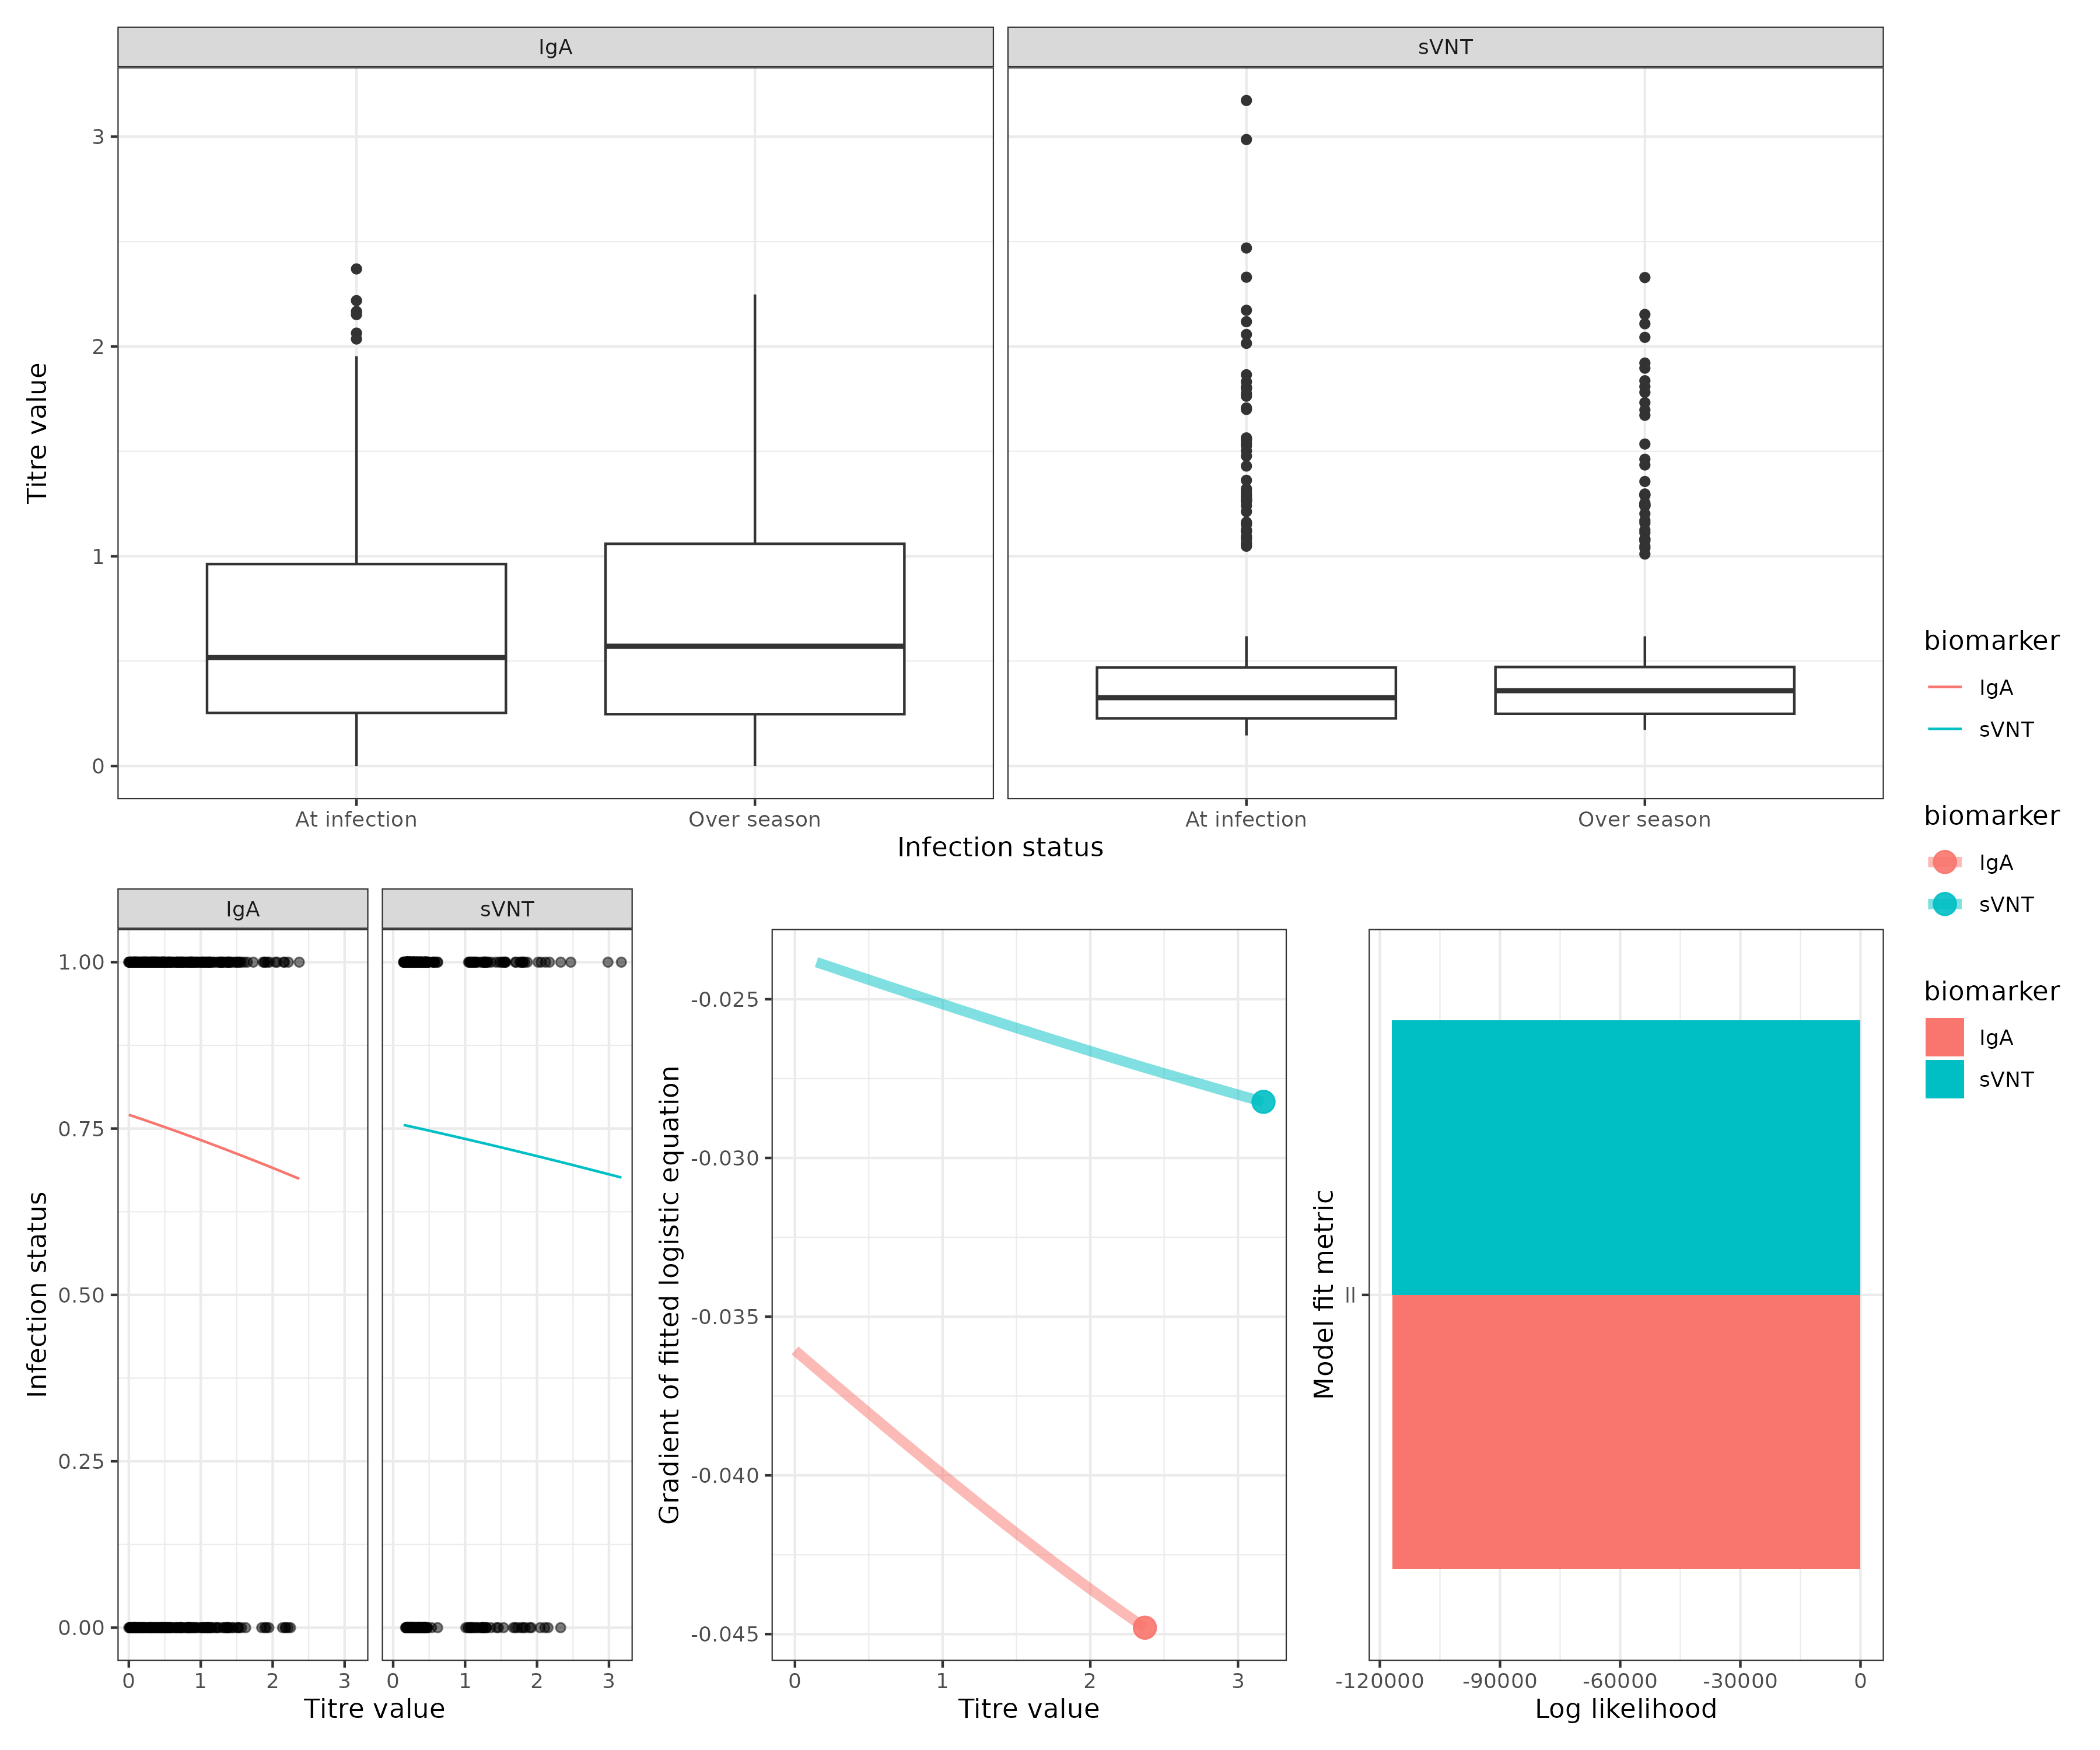 IgA
sVNT
Titre value
3
2
1
0
At infection
Over season
At infection
Over season
Infection status
biomarker
IgA
sVNT
biomarker
IgA
sVNT
biomarker
IgA
sVNT
IgA
sVNT
Infection status
1.00
0.75
0.50
0.25
0.00
0 1 2 3
0 1 2 3
Titre value
Gradient of fitted logistic equation
-0.025
-0.030
-0.035
-0.040
-0.045
0 1 2 3
Titre value
Model fit metric
ll
-120000 -90000 -60000 -30000 0
Log likelihood